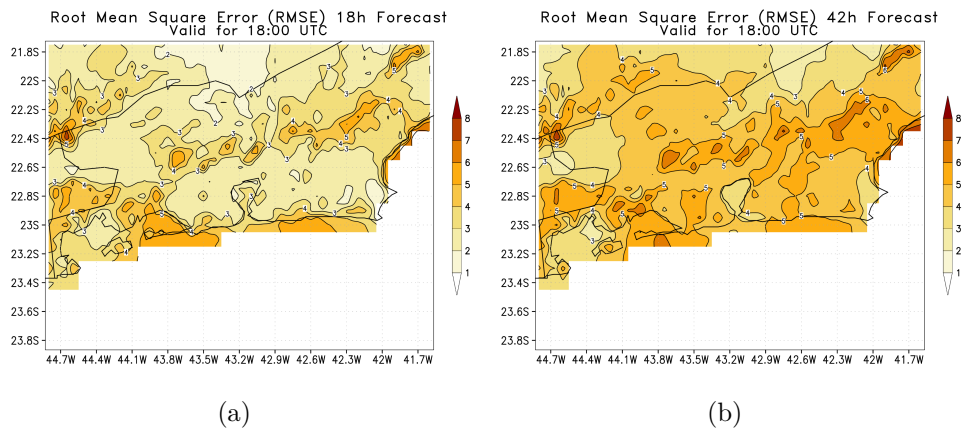 Root Mean Square Error (RMSE) 18h Forecast
Valid for 18:00 UTC
21.8S
22S
22.2S
22.4S
22.6S
22.8S
23S
23.2S
23.4S
23.6S
23.8S
44.7W 44.4W 44.1W 43.8W 43.5W 43.2W 42.9W 42.6W 42.3W 42W 41.7W
8
7
6
5
4
3
2
1
(a)
Root Mean Square Error (RMSE) 42h Forecast
Valid for 18:00 UTC
21.8S
22S
22.2S
22.4S
22.6S
22.8S
23S
23.2S
23.4S
23.6S
23.8S
44.7W 44.4W 44.1W 43.8W 43.5W 43.2W 42.9W 42.6W 42.3W 42W 41.7W
8
7
6
5
4
3
2
1
(b)